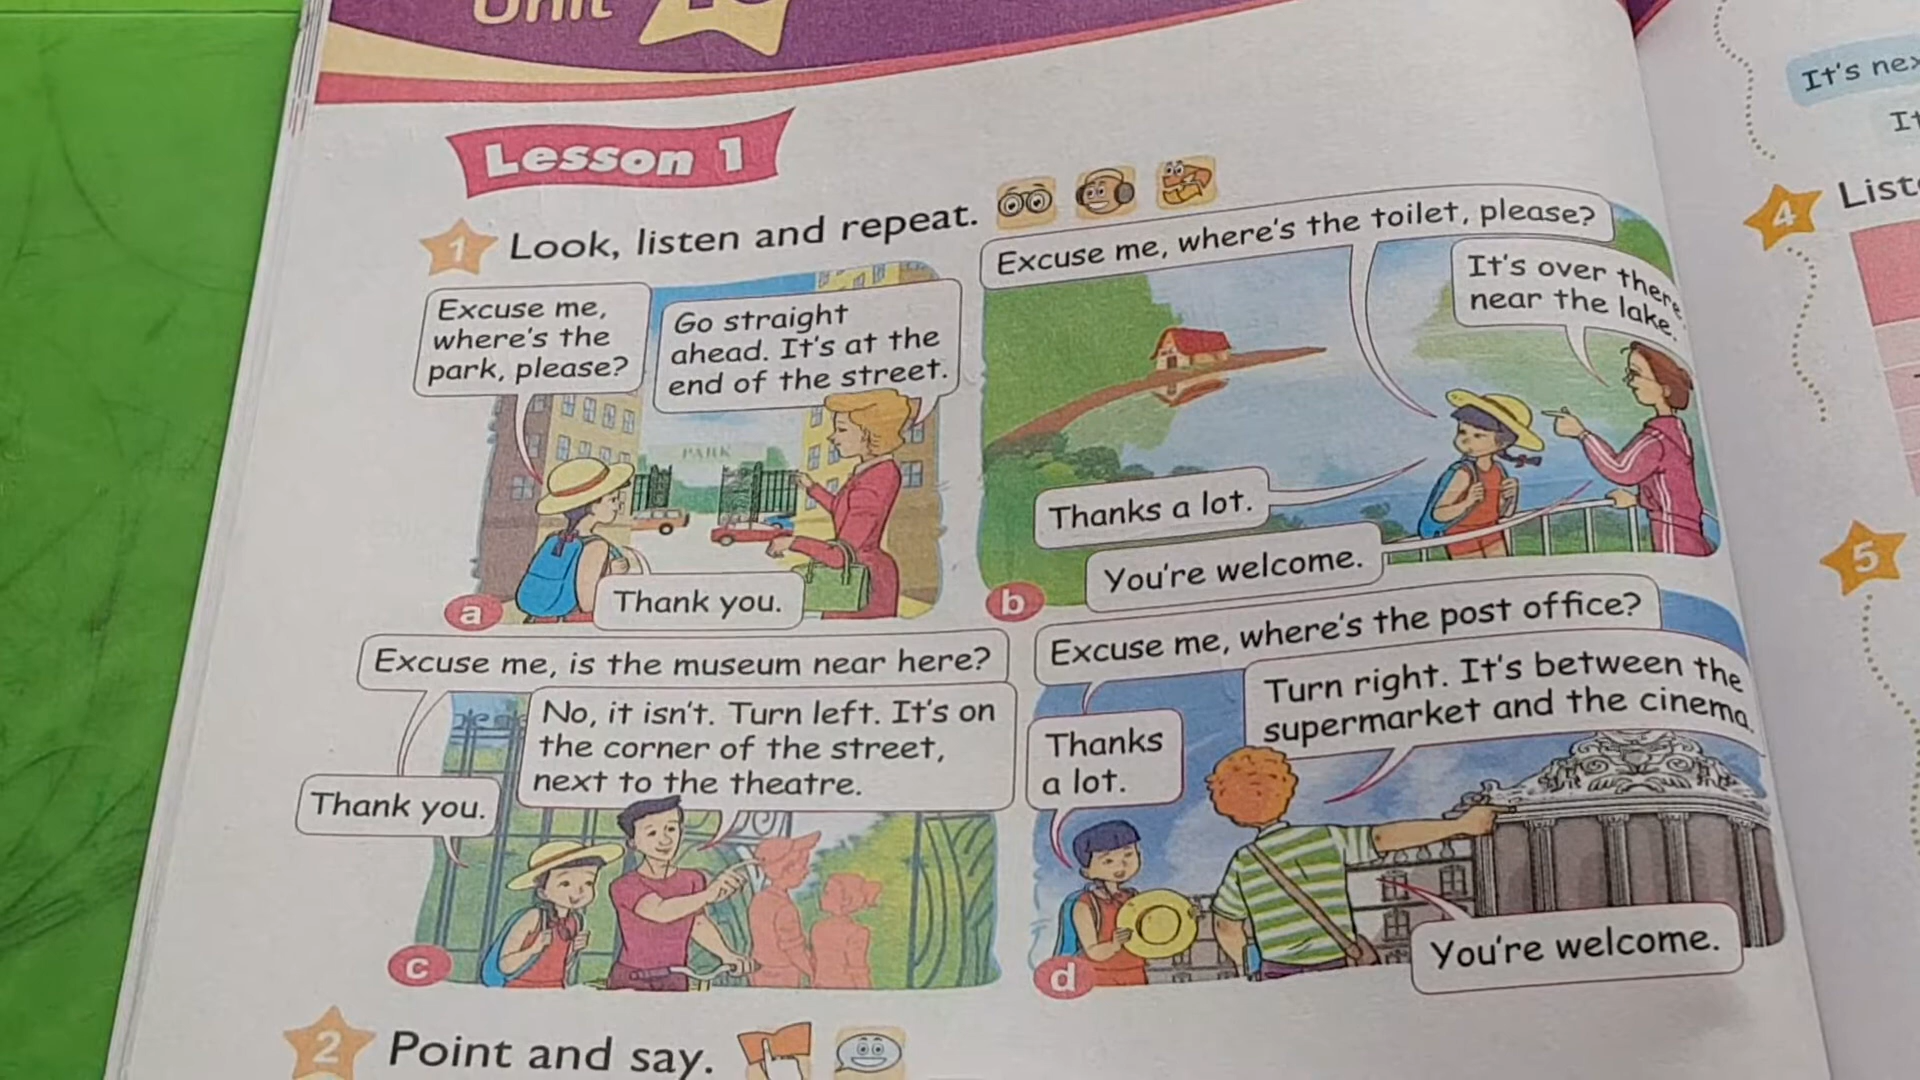 Unit
Lesson 1
1 Look, listen and repeat.
Excuse me,
where's the
park, please?
Go straight
ahead. It's at the
end of the street.
PARK
Thank you.
a
Excuse me, where's the toilet, please?
It's over there,
near the lake.
Thanks a lot.
You're welcome.
b
Excuse me, is the museum near here?
No, it isn't. Turn left. It's on
the corner of the street,
next to the theatre.
Thank you.
c
Excuse me, where's the post office?
Turn right. It's between the
supermarket and the cinema.
Thanks
a lot.
You're welcome.
d
2 Point and say.
It's
4
5